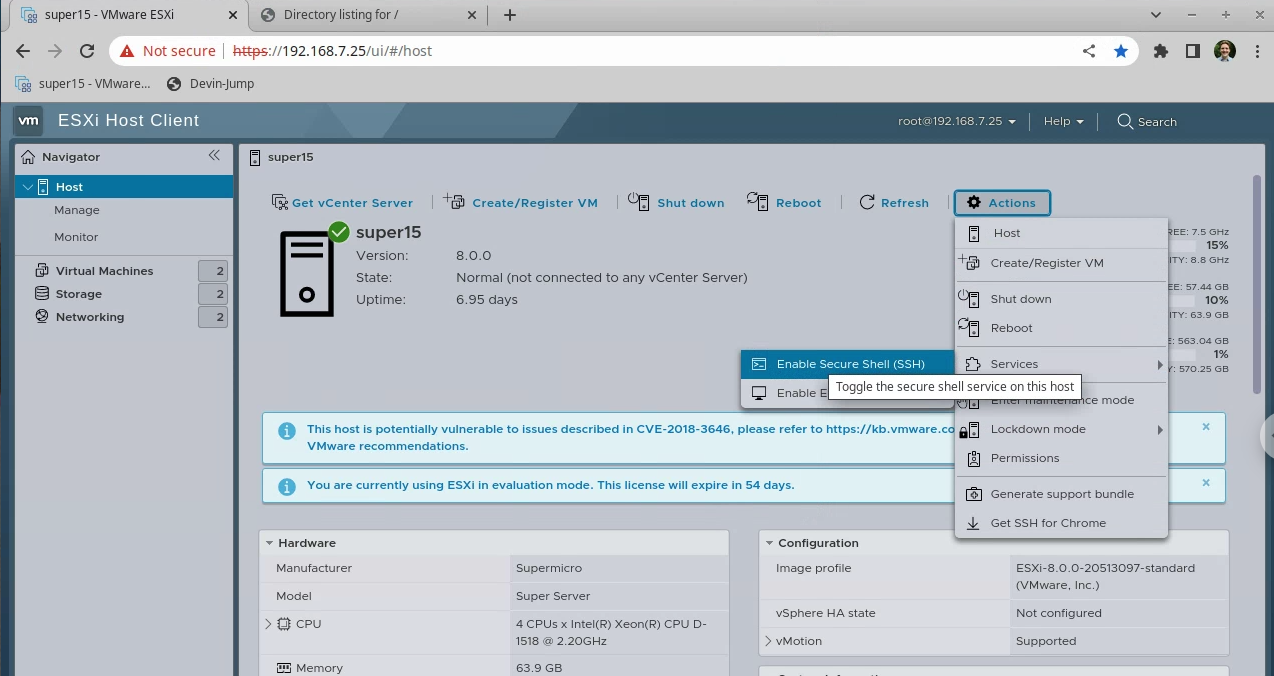 super15 - VMware ESXi
Directory listing for /
Not secure
https://192.168.7.25/ui/#/host
super15 - VMware...
Devin-Jump
vm
ESXi Host Client
root@192.168.7.25
Help
Search
Navigator
super15
Host
Manage
Monitor
Virtual Machines 2
Storage 2
Networking 2
Get vCenter Server
Create/Register VM
Shut down
Reboot
Refresh
Actions
super15
Version: 8.0.0
State: Normal (not connected to any vCenter Server)
Uptime: 6.95 days
Host
Create/Register VM
Shut down
Reboot
Services
Enter maintenance mode
Lockdown mode
Permissions
Generate support bundle
Get SSH for Chrome
Enable Secure Shell (SSH)
Enable E
Toggle the secure shell service on this host
REE: 7.5 GHz
15%
ITY: 8.8 GHz
EE: 57.44 GB
10%
ITY: 63.9 GB
: 563.04 GB
1%
Y: 570.25 GB
This host is potentially vulnerable to issues described in CVE-2018-3646, please refer to https://kb.vmware.co
VMware recommendations.
You are currently using ESXi in evaluation mode. This license will expire in 54 days.
Hardware
Manufacturer Supermicro
Model Super Server
CPU 4 CPUs x Intel(R) Xeon(R) CPU D-
1518 @ 2.20GHz
Memory 63.9 GB
Configuration
Image profile ESXi-8.0.0-20513097-standard
(VMware, Inc.)
vSphere HA state Not configured
vMotion Supported